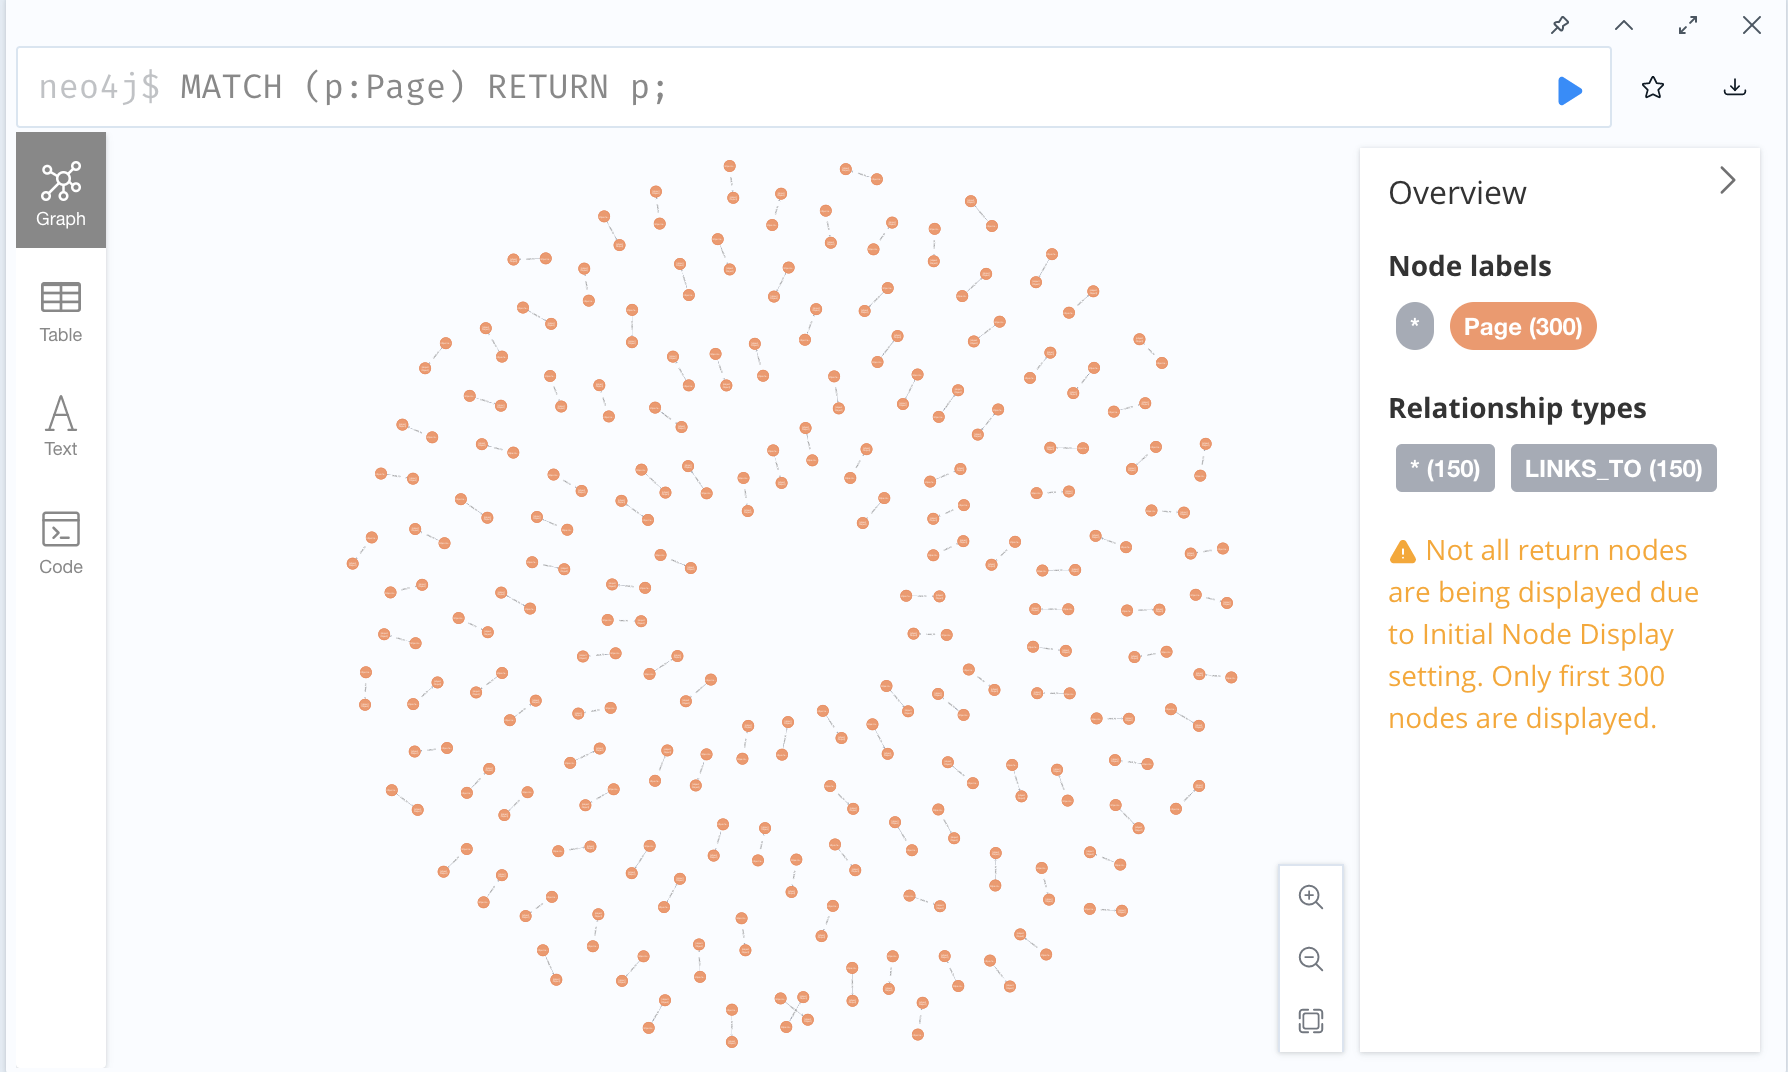 neo4j$ MATCH (p:Page) RETURN p;
Graph
Table
Text
Code
Overview
Node labels
* Page (300)
Relationship types
* (150) LINKS_TO (150)
Not all return nodes
are being displayed due
to Initial Node Display
setting. Only first 300
nodes are displayed.